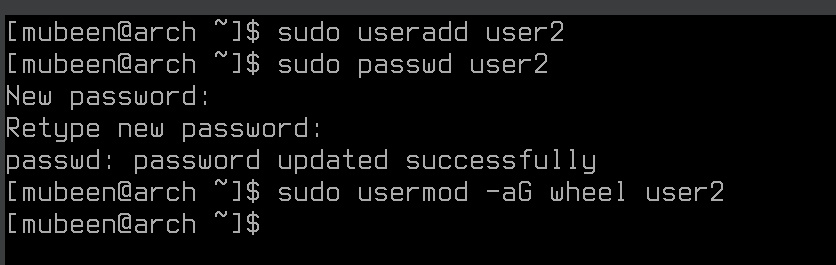 [mubeen@arch ~]$ sudo useradd user2
[mubeen@arch ~]$ sudo passwd user2
New password:
Retype new password:
passwd: password updated successfully
[mubeen@arch ~]$ sudo usermod -aG wheel user2
[mubeen@arch ~]$